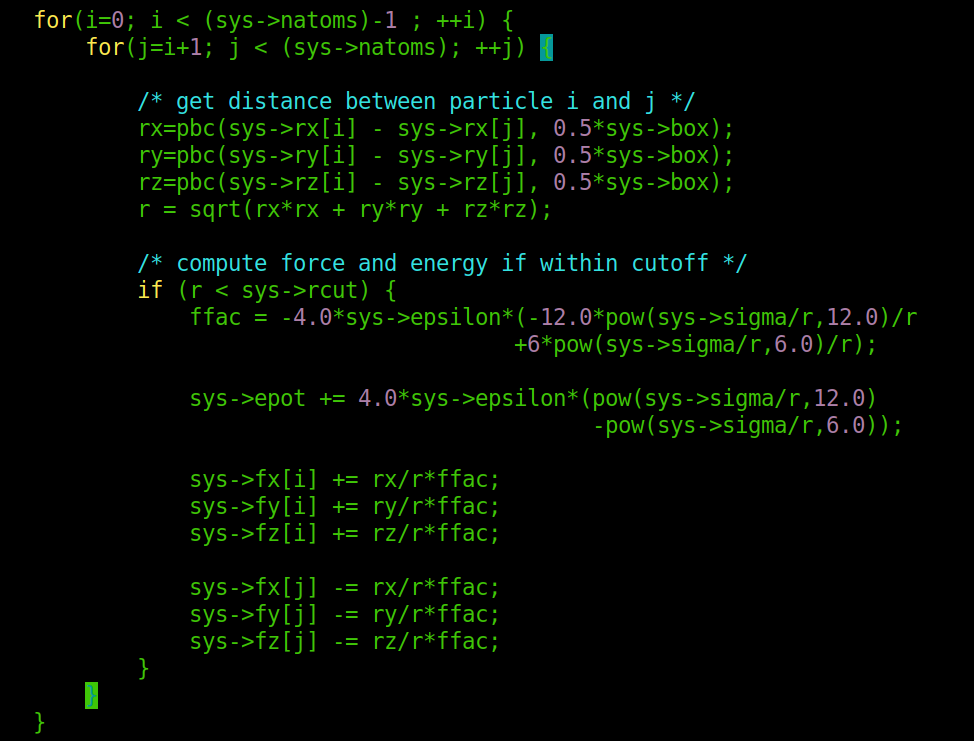 for(i=0; i < (sys->natoms)-1 ; ++i) {
    for(j=i+1; j < (sys->natoms); ++j) {

        /* get distance between particle i and j */
        rx=pbc(sys->rx[i] - sys->rx[j], 0.5*sys->box);
        ry=pbc(sys->ry[i] - sys->ry[j], 0.5*sys->box);
        rz=pbc(sys->rz[i] - sys->rz[j], 0.5*sys->box);
        r = sqrt(rx*rx + ry*ry + rz*rz);

        /* compute force and energy if within cutoff */
        if (r < sys->rcut) {
            ffac = -4.0*sys->epsilon*(-12.0*pow(sys->sigma/r,12.0)/r
                                     +6*pow(sys->sigma/r,6.0)/r);

            sys->epot += 4.0*sys->epsilon*(pow(sys->sigma/r,12.0)
                                           -pow(sys->sigma/r,6.0));

            sys->fx[i] += rx/r*ffac;
            sys->fy[i] += ry/r*ffac;
            sys->fz[i] += rz/r*ffac;

            sys->fx[j] -= rx/r*ffac;
            sys->fy[j] -= ry/r*ffac;
            sys->fz[j] -= rz/r*ffac;
        }
    }
}